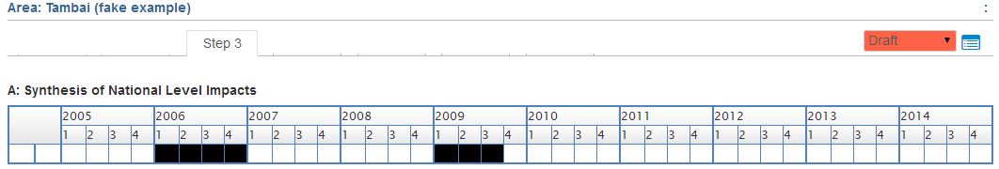 Area: Tambai (fake example) :
Step 3
Draft
A: Synthesis of National Level Impacts
2005 2006 2007 2008 2009 2010 2011 2012 2013 2014
1 2 3 4 1 2 3 4 1 2 3 4 1 2 3 4 1 2 3 4 1 2 3 4 1 2 3 4 1 2 3 4 1 2 3 4 1 2 3 4